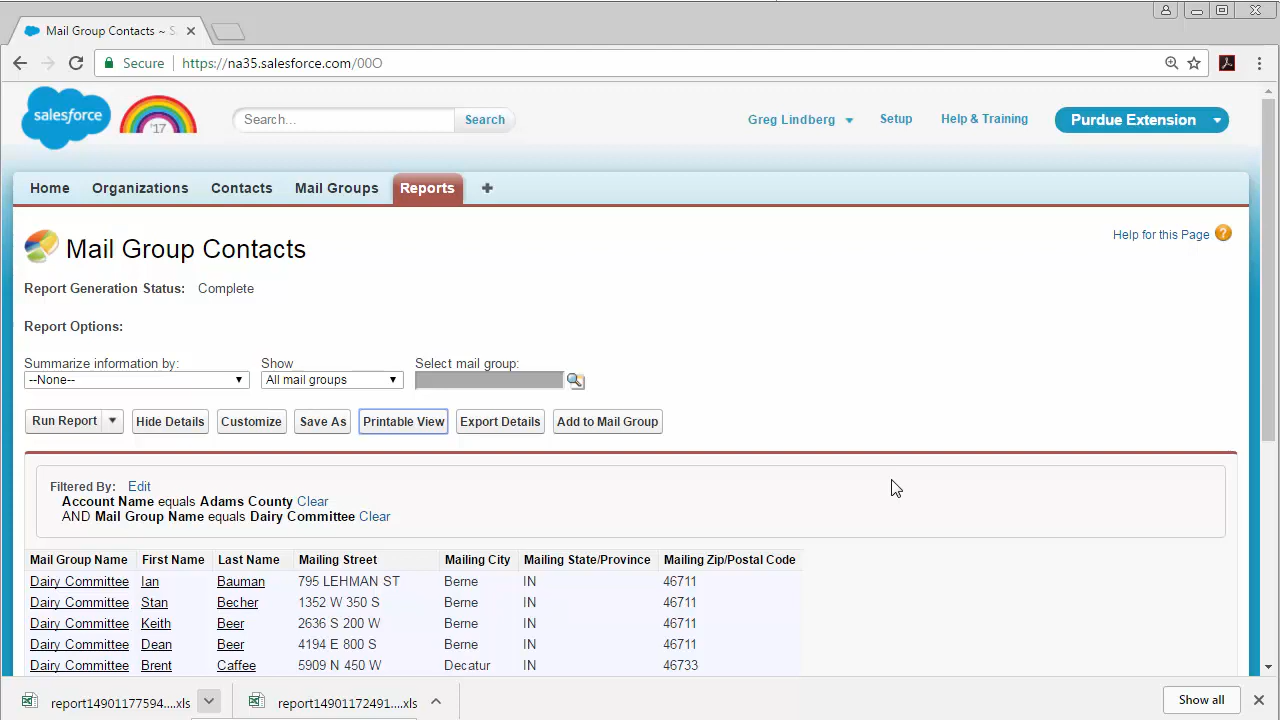 Mail Group Contacts ~ S
Secure https://na35.salesforce.com/00O
salesforce
'17
Search... Search
Greg Lindberg Setup Help & Training Purdue Extension
Home Organizations Contacts Mail Groups Reports
Mail Group Contacts
Help for this Page
Report Generation Status: Complete
Report Options:
Summarize information by: Show Select mail group:
--None-- All mail groups
Run Report Hide Details Customize Save As Printable View Export Details Add to Mail Group
Filtered By: Edit
Account Name equals Adams County Clear
AND Mail Group Name equals Dairy Committee Clear
Mail Group Name First Name Last Name Mailing Street Mailing City Mailing State/Province Mailing Zip/Postal Code
Dairy Committee Ian Bauman 795 LEHMAN ST Berne IN 46711
Dairy Committee Stan Becher 1352 W 350 S Berne IN 46711
Dairy Committee Keith Beer 2636 S 200 W Berne IN 46711
Dairy Committee Dean Beer 4194 E 800 S Berne IN 46711
Dairy Committee Brent Caffee 5909 N 450 W Decatur IN 46733
report14901177594....xls report14901172491....xls Show all